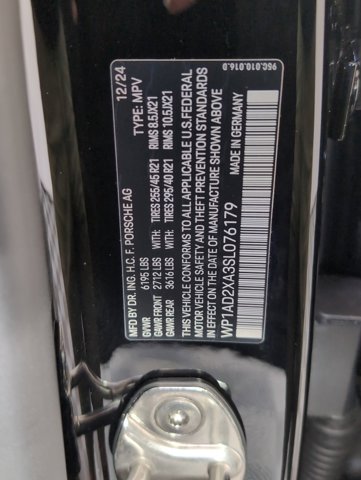 MFD BY DR. ING. H.C. F. PORSCHE AG 12/24
GVWR 6195 LBS TYPE: MPV
GAWR FRONT 2712 LBS WITH: TIRES 255/45 R21 RIMS 8.5JX21
GAWR REAR 3616 LBS WITH: TIRES 295/40 R21 RIMS 10.5JX21
THIS VEHICLE CONFORMS TO ALL APPLICABLE U.S.FEDERAL
MOTOR VEHICLE SAFETY AND THEFT PREVENTION STANDARDS
IN EFFECT ON THE DATE OF MANUFACTURE SHOWN ABOVE
WP1AD2XA3SL076179 MADE IN GERMANY
95C.010.016.D